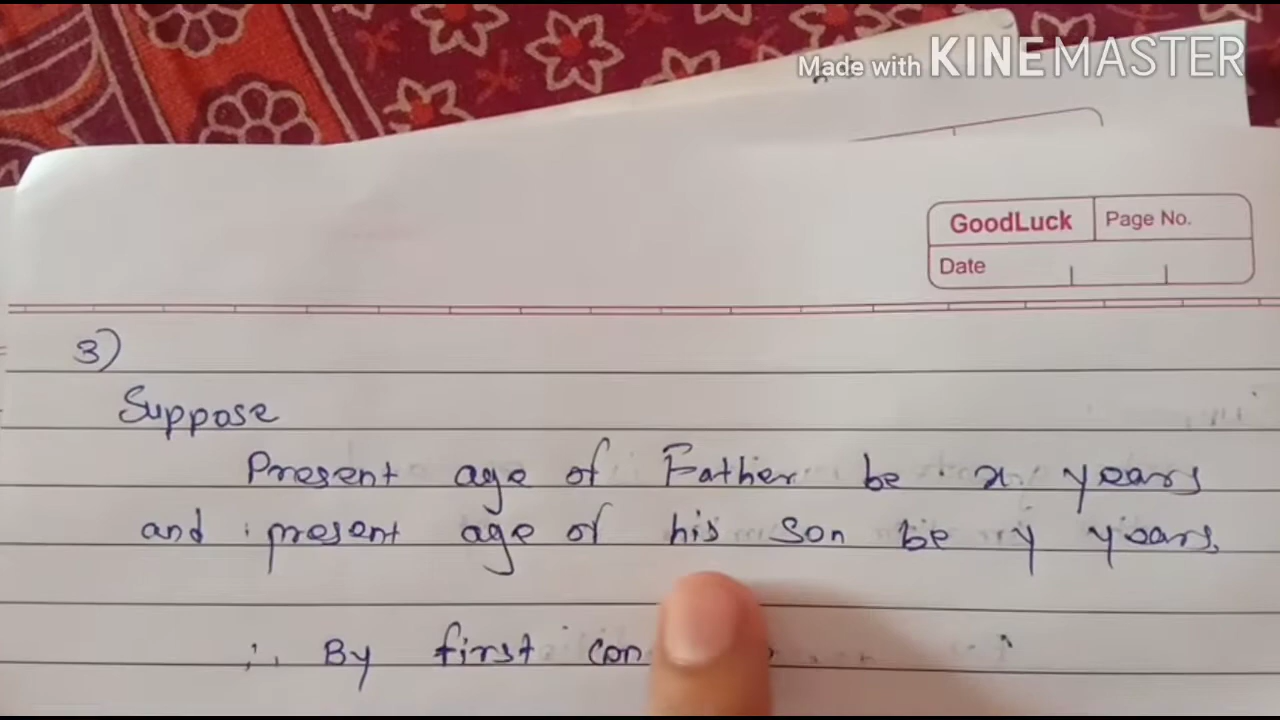 Made with KINEMASTER
GoodLuck Page No.
Date
3)
Suppose
Present age of Father be x years
and present age of his son be y years.
∴ By first con